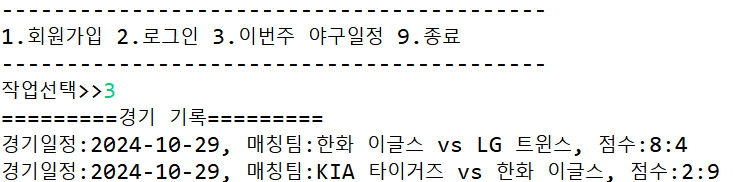 ------------------------------------------
1.회원가입 2.로그인 3.이번주 야구일정 9.종료
------------------------------------------
작업선택>>3
=========경기 기록=========
경기일정:2024-10-29, 매칭팀:한화 이글스 vs LG 트윈스, 점수:8:4
경기일정:2024-10-29, 매칭팀:KIA 타이거즈 vs 한화 이글스, 점수:2:9